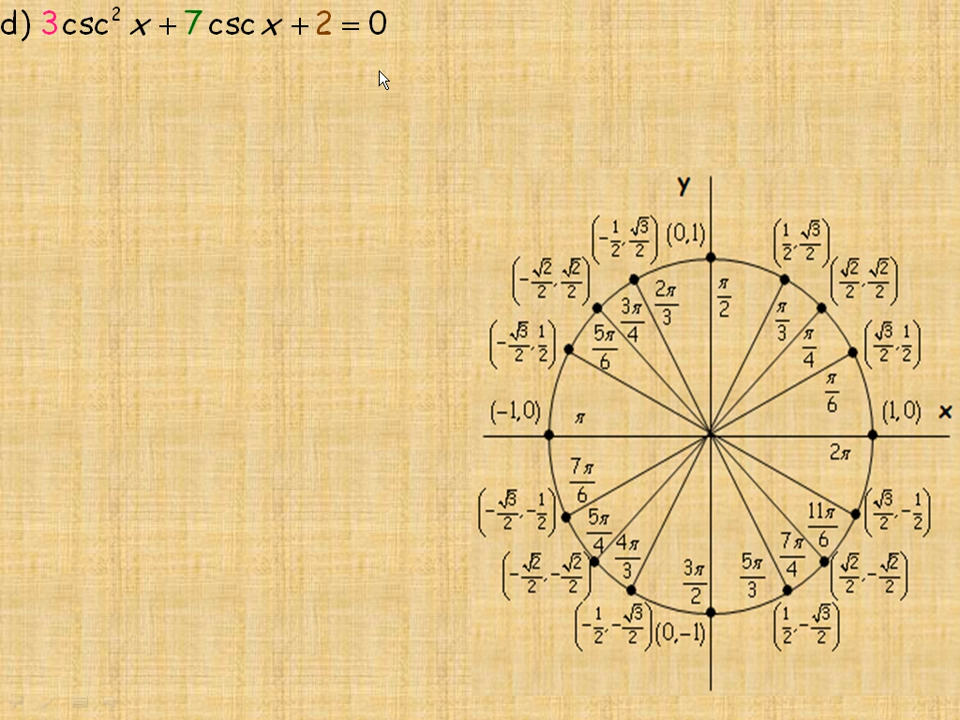 d) 3csc² x + 7 csc x + 2 = 0
y
(-1/2, √3/2) (0,1) (1/2, √3/2)
(-√2/2, √2/2) (√2/2, √2/2)
2π/3 π/2
3π/4 π/3
5π/6 π/4
(-√3/2, 1/2) (√3/2, 1/2)
π/6
(-1,0) π (1,0) x
2π
7π/6
(-√3/2, -1/2) (√3/2, -1/2)
5π/4 11π/6
4π/3 3π/2 5π/3 7π/4
(-√2/2, -√2/2) (√2/2, -√2/2)
(-1/2, -√3/2) (0,-1) (1/2, -√3/2)